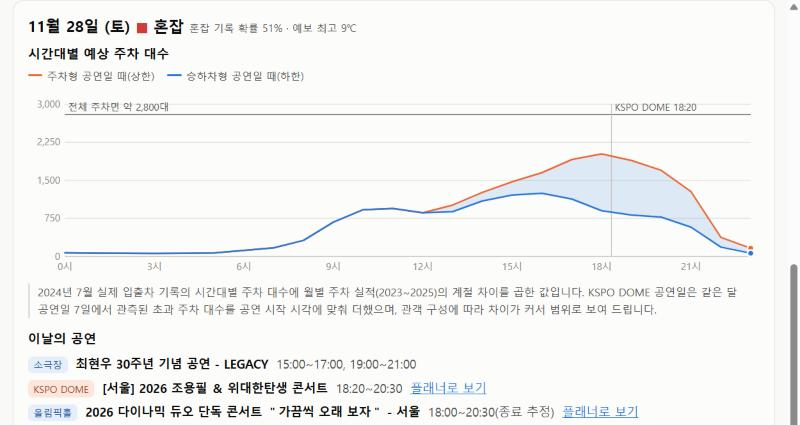 11월 28일 (토) 혼잡 혼잡 기록 확률 51% · 예보 최고 9℃
시간대별 예상 주차 대수
주차형 공연일 때(상한) 승하차형 공연일 때(하한)
3,000 전체 주차면 약 2,800대 KSPO DOME 18:20
2,250
1,500
750
0
0시 3시 6시 9시 12시 15시 18시 21시
2024년 7월 실제 입출차 기록의 시간대별 주차 대수에 월별 주차 실적(2023~2025)의 계절 차이를 곱한 값입니다. KSPO DOME 공연일은 같은 달
공연일 7일에서 관측된 초과 주차 대수를 공연 시작 시각에 맞춰 더했으며, 관객 구성에 따라 차이가 커서 범위로 보여 드립니다.
이날의 공연
소극장 최현우 30주년 기념 공연 - LEGACY 15:00~17:00, 19:00~21:00
KSPO DOME [서울] 2026 조용필 & 위대한탄생 콘서트 18:20~20:30 플래너로 보기
올림픽홀 2026 다이나믹 듀오 단독 콘서트 "가끔씩 오래 보자" - 서울 18:00~20:30(종료 추정) 플래너로 보기